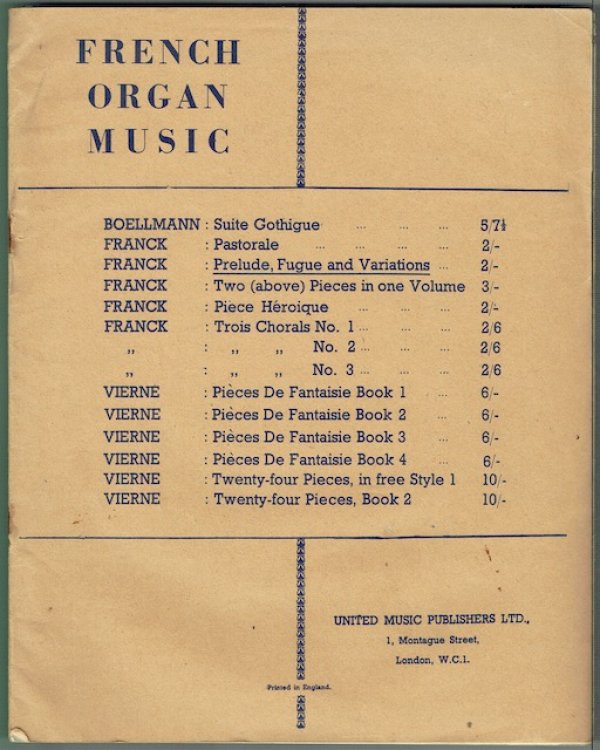 FRENCH
ORGAN
MUSIC
BOELLMANN : Suite Gothigue ... ... ... 5/7½
FRANCK : Pastorale ... ... ... ... 2/-
FRANCK : Prelude, Fugue and Variations ... 2/-
FRANCK : Two (above) Pieces in one Volume 3/-
FRANCK : Piece Héroique ... ... ... 2/-
FRANCK : Trois Chorals No. 1 ... ... ... 2/6
„ : „ „ No. 2 ... ... ... 2/6
„ : „ „ No. 3 ... ... ... 2/6
VIERNE : Pièces De Fantaisie Book 1 ... 6/-
VIERNE : Pièces De Fantaisie Book 2 ... 6/-
VIERNE : Pièces De Fantaisie Book 3 ... 6/-
VIERNE : Pièces De Fantaisie Book 4 ... 6/-
VIERNE : Twenty-four Pieces, in free Style 1 10/-
VIERNE : Twenty-four Pieces, Book 2 10/-
UNITED MUSIC PUBLISHERS LTD.,
1, Montague Street,
London, W.C.1.
Printed in England.